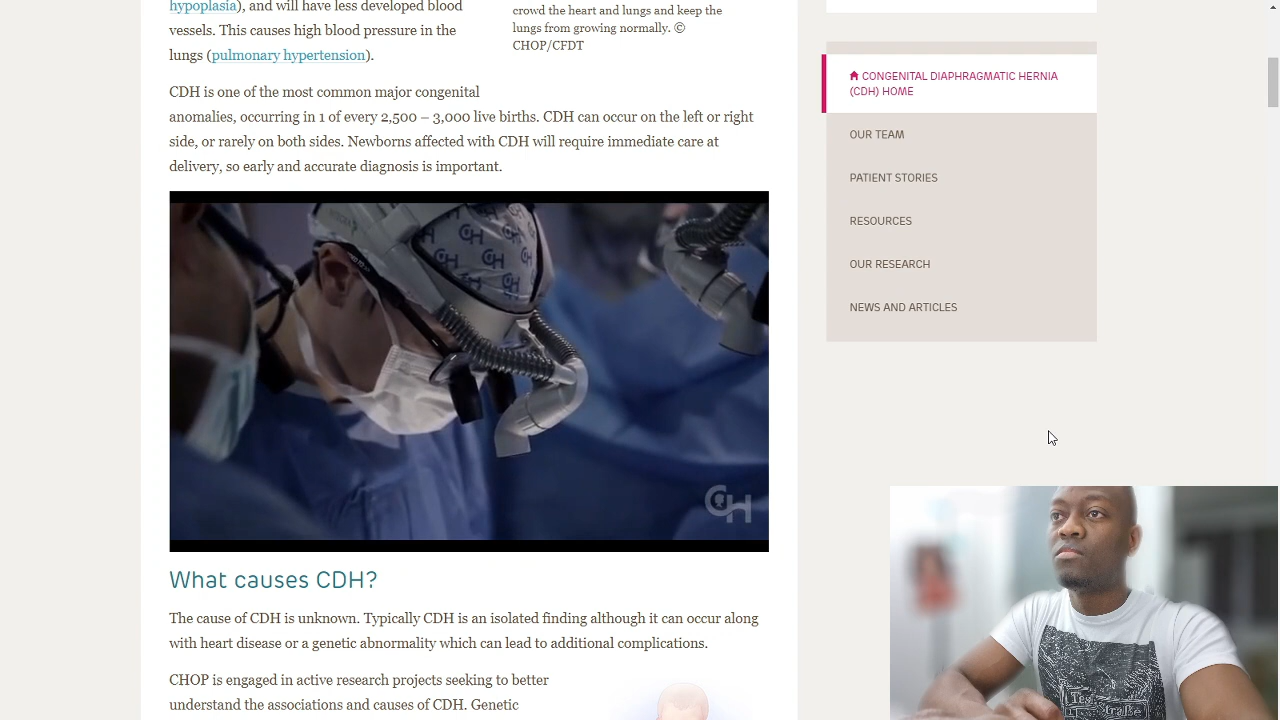 hypoplasia), and will have less developed blood
vessels. This causes high blood pressure in the
lungs (pulmonary hypertension).
crowd the heart and lungs and keep the
lungs from growing normally. ©
CHOP/CFDT
CDH is one of the most common major congenital
anomalies, occurring in 1 of every 2,500 – 3,000 live births. CDH can occur on the left or right
side, or rarely on both sides. Newborns affected with CDH will require immediate care at
delivery, so early and accurate diagnosis is important.
CH
What causes CDH?
The cause of CDH is unknown. Typically CDH is an isolated finding although it can occur along
with heart disease or a genetic abnormality which can lead to additional complications.
CHOP is engaged in active research projects seeking to better
understand the associations and causes of CDH. Genetic
CONGENITAL DIAPHRAGMATIC HERNIA
(CDH) HOME
OUR TEAM
PATIENT STORIES
RESOURCES
OUR RESEARCH
NEWS AND ARTICLES